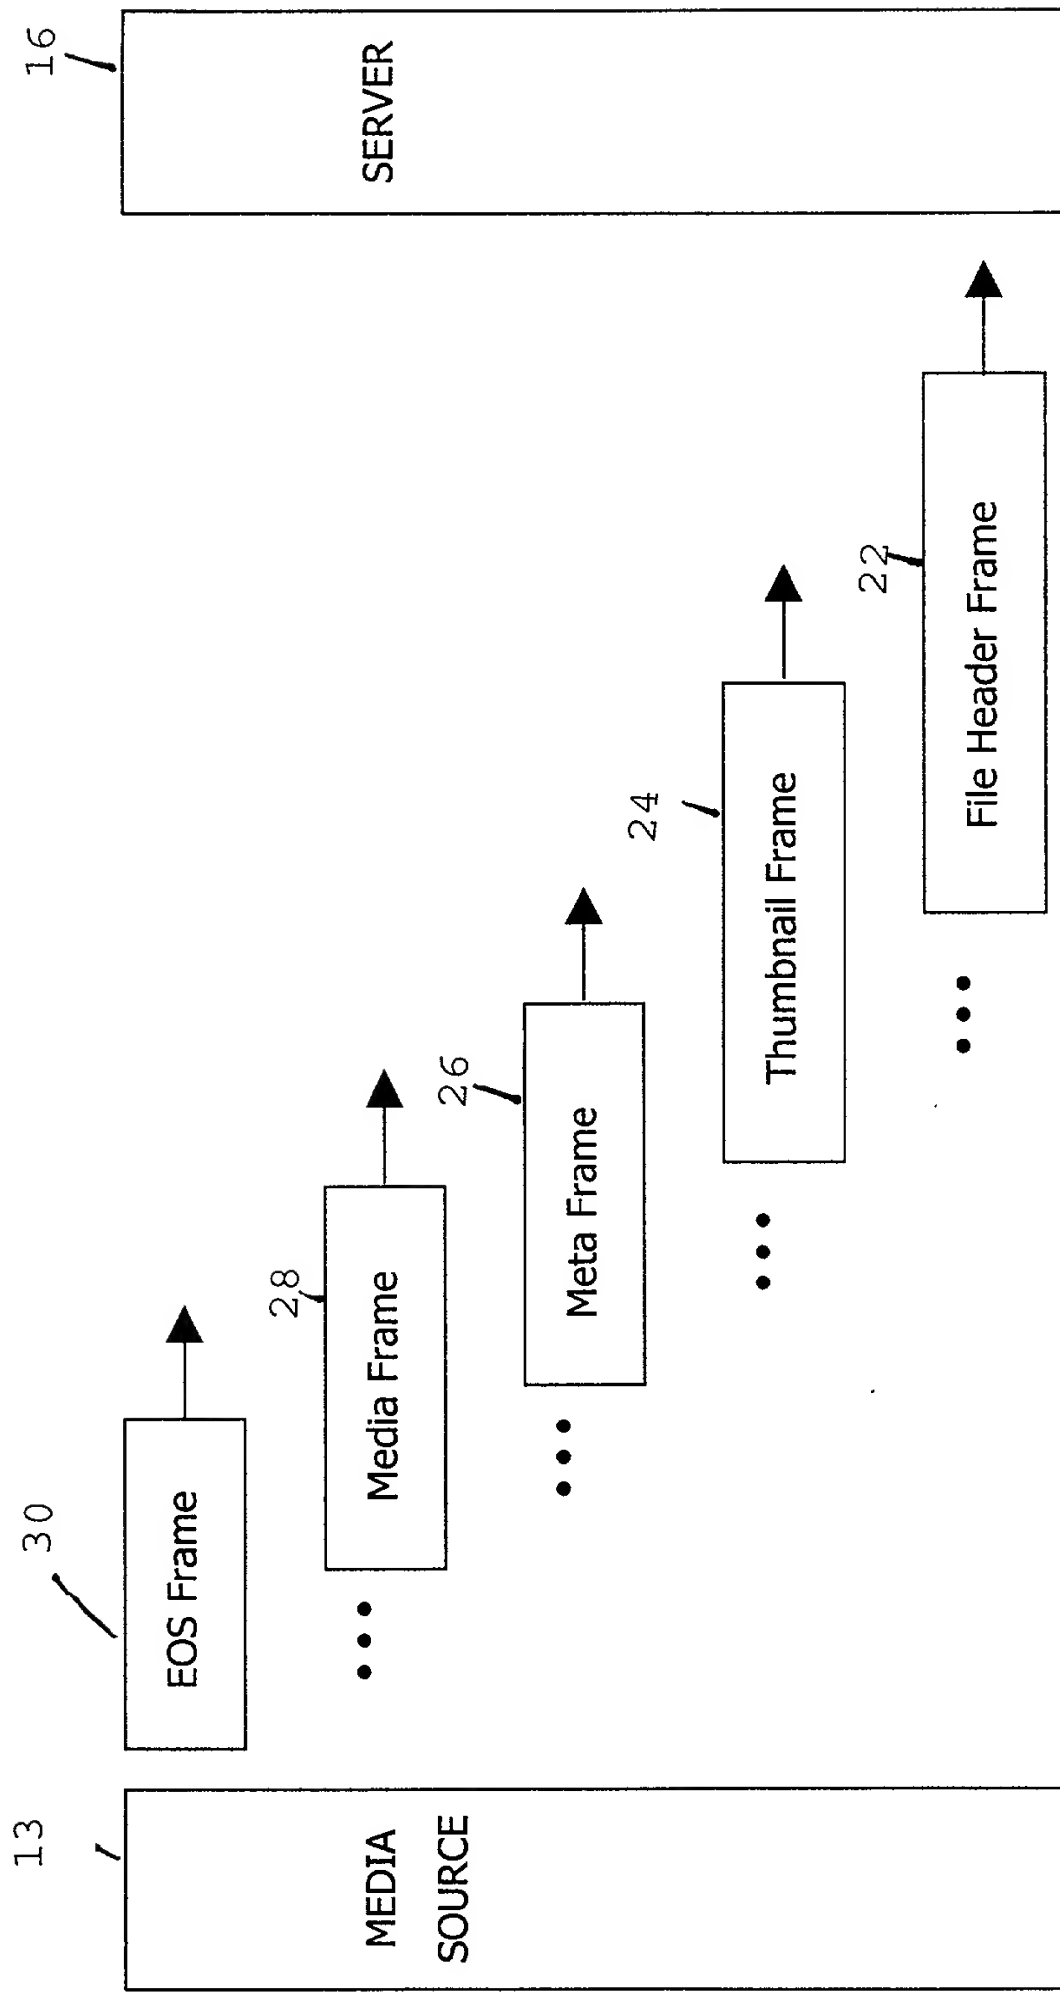 13
MEDIA
SOURCE
30
EOS Frame
28
Media Frame
26
Meta Frame
24
Thumbnail Frame
22
File Header Frame
16
SERVER